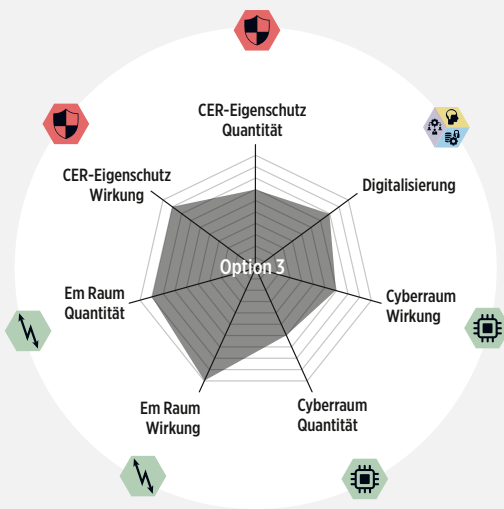 CER-Eigenschutz
Quantität
CER-Eigenschutz
Wirkung
Digitalisierung
Option 3
Em Raum
Quantität
Cyberraum
Wirkung
Em Raum
Wirkung
Cyberraum
Quantität